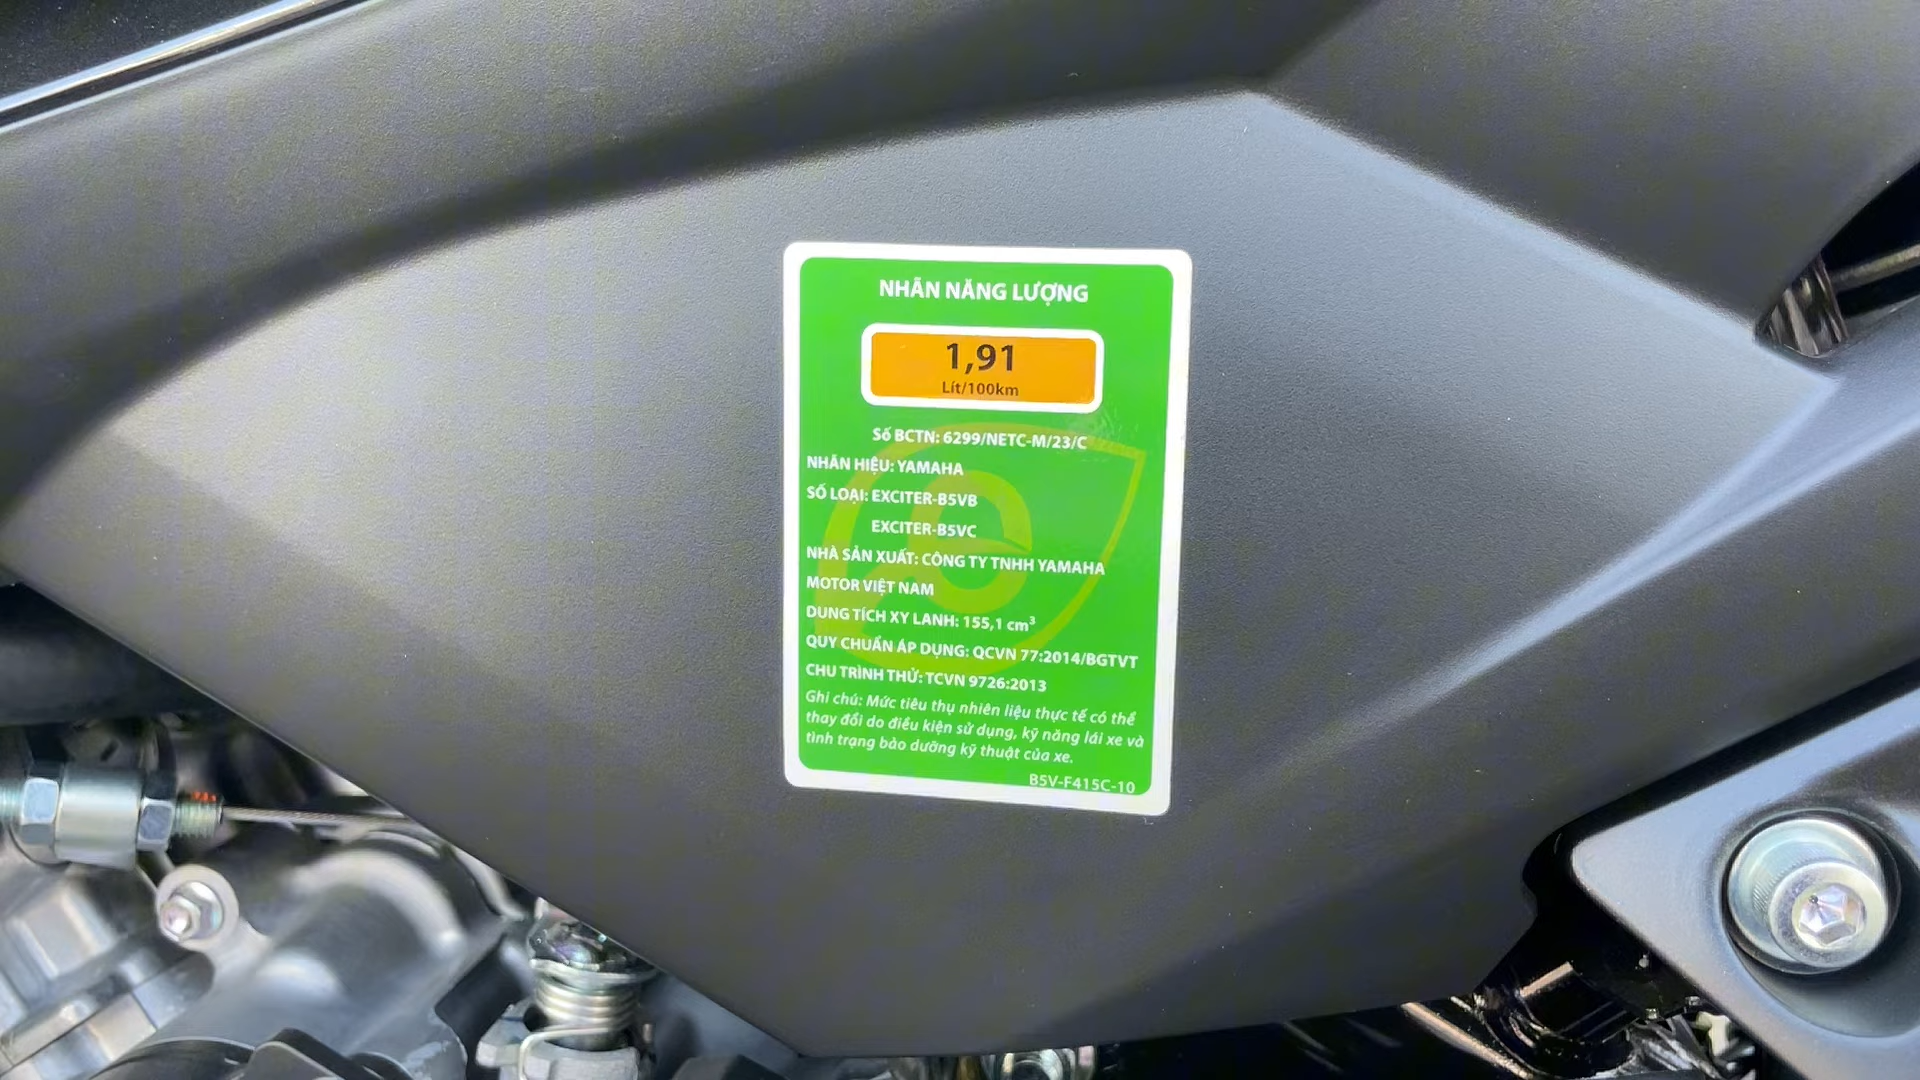 NHÃN NĂNG LƯỢNG
1,91
Lít/100km
Số BCTN: 6299/NETC-M/23/C
NHÃN HIỆU: YAMAHA
SỐ LOẠI: EXCITER-B5VB
EXCITER-B5VC
NHÀ SẢN XUẤT: CÔNG TY TNHH YAMAHA
MOTOR VIỆT NAM
DUNG TÍCH XY LANH: 155,1 cm³
QUY CHUẨN ÁP DỤNG: QCVN 77:2014/BGTVT
CHU TRÌNH THỬ: TCVN 9726:2013
Ghi chú: Mức tiêu thụ nhiên liệu thực tế có thể
thay đổi do điều kiện sử dụng, kỹ năng lái xe và
tình trạng bảo dưỡng kỹ thuật của xe.
B5V-F415C-10